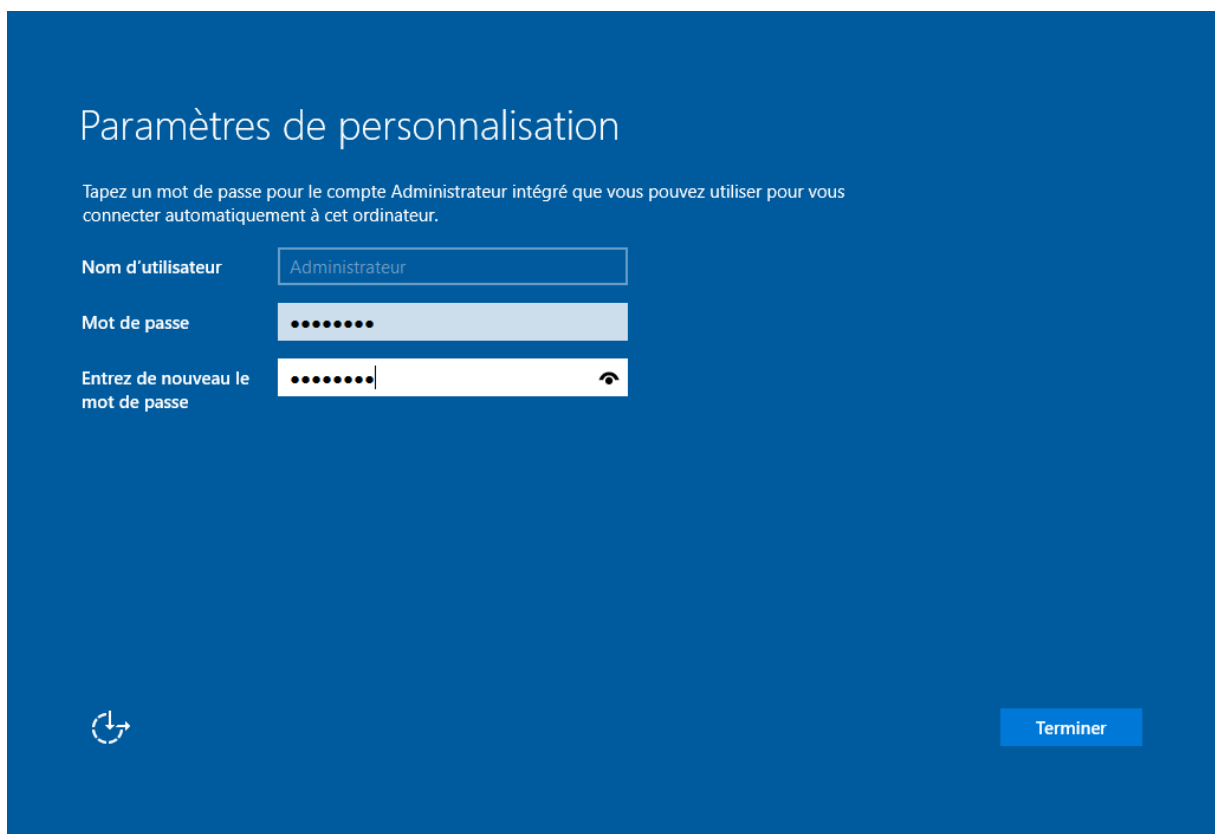 Paramètres de personnalisation
Tapez un mot de passe pour le compte Administrateur intégré que vous pouvez utiliser pour vous
connecter automatiquement à cet ordinateur.
Nom d’utilisateur
Administrateur
Mot de passe
●●●●●●●●
Entrez de nouveau le
mot de passe
●●●●●●●●
Terminer